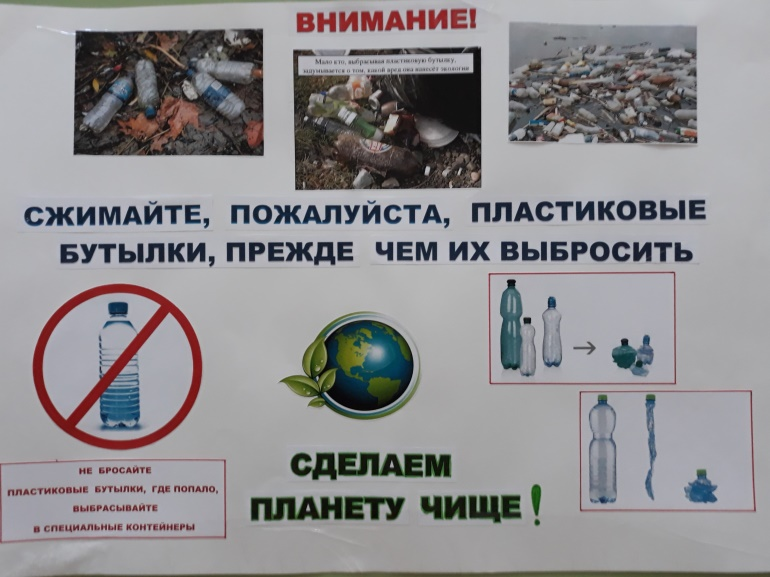 ВНИМАНИЕ!
Мало кто, выбрасывая пластиковую бутылку,
задумывается о том, какой вред она нанесёт экологии
СЖИМАЙТЕ, ПОЖАЛУЙСТА, ПЛАСТИКОВЫЕ
БУТЫЛКИ, ПРЕЖДЕ ЧЕМ ИХ ВЫБРОСИТЬ
НЕ БРОСАЙТЕ
ПЛАСТИКОВЫЕ БУТЫЛКИ, ГДЕ ПОПАЛО,
ВЫБРАСЫВАЙТЕ
В СПЕЦИАЛЬНЫЕ КОНТЕЙНЕРЫ
СДЕЛАЕМ
ПЛАНЕТУ ЧИЩЕ!